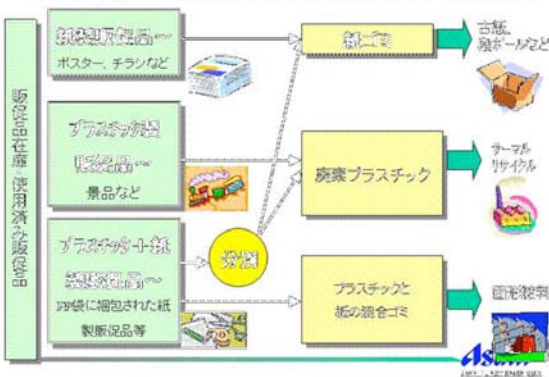 販促品在庫・使用済み販促品
紙製販促品～
ポスター、チラシなど
プラスチック製
販促品～
景品など
プラスチック＋紙
製販促品～
PP袋に梱包された紙
製販促品等
分別
紙ゴミ
廃棄プラスチック
プラスチックと
紙の混合ゴミ
古紙、
段ボールなど
サーマル
リサイクル
固形燃料